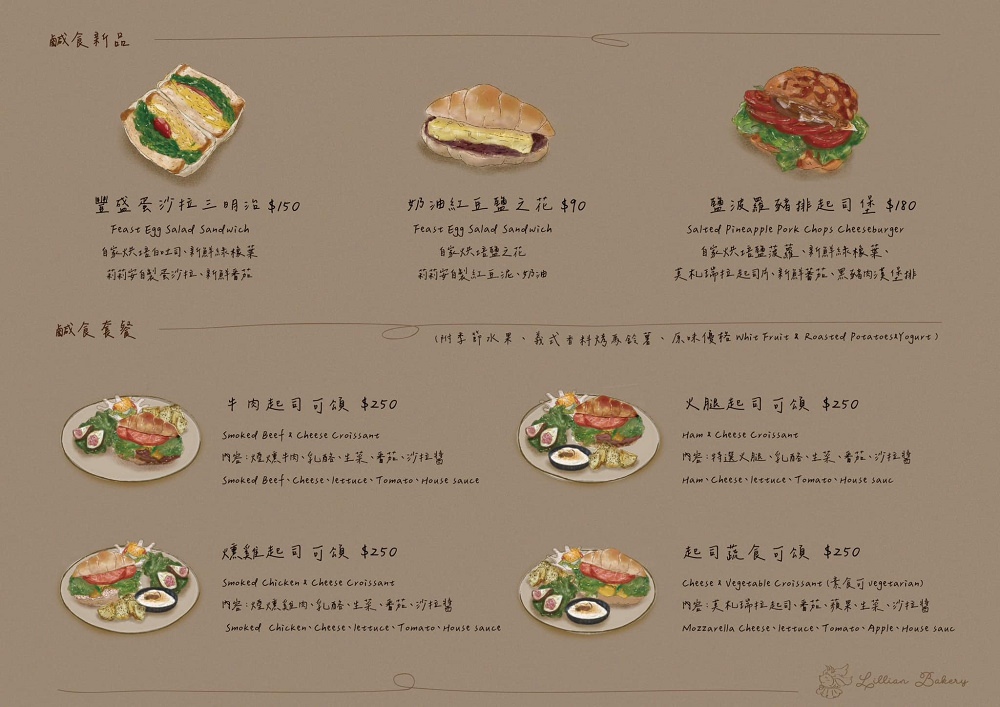 鹹食新品
豐盛蛋沙拉三明治 $150
Feast Egg Salad Sandwich
自家烘培白吐司、新鮮綠橡葉
莉莉安自製蛋沙拉、新鮮番茄
奶油紅豆鹽之花 $90
Feast Egg Salad Sandwich
自家烘培鹽之花
莉莉安自製紅豆泥、奶油
鹽波羅豬排起司堡 $180
Salted Pineapple Pork Chops Cheeseburger
自家烘培鹽菠蘿、新鮮綠橡葉、
莫札瑞拉起司片、新鮮蕃茄、黑豬肉漢堡排
鹹食套餐
(附季節水果、義式香料烤馬鈴薯、原味優格 Whit Fruit & Roasted Potatoes&Yogurt)
牛肉起司可頌 $250
Smoked Beef & Cheese Croissant
內容:煙燻牛肉、乳酪、生菜、番茄、沙拉醬
Smoked Beef、Cheese、lettuce、Tomato、House sauce
火腿起司可頌 $250
Ham & Cheese Croissant
內容:特選火腿、乳酪、生菜、番茄、沙拉醬
Ham、Cheese、lettuce、Tomato、House sauc
燻雞起司可頌 $250
Smoked Chicken & Cheese Croissant
內容:煙燻雞肉、乳酪、生菜、番茄、沙拉醬
Smoked Chicken、Cheese、lettuce、Tomato、House sauce
起司蔬食可頌 $250
Cheese & Vegetable Croissant (素食可 vegetarian)
內容:莫札瑞拉起司、番茄、蘋果、生菜、沙拉醬
Mozzarella Cheese、lettuce、Tomato、Apple、House sauc
Lillian Bakery